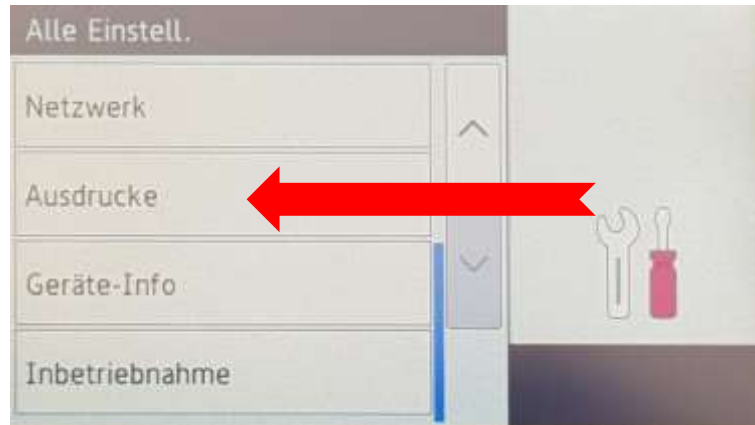 Alle Einstell.
Netzwerk
Ausdrucke
Geräte-Info
Inbetriebnahme